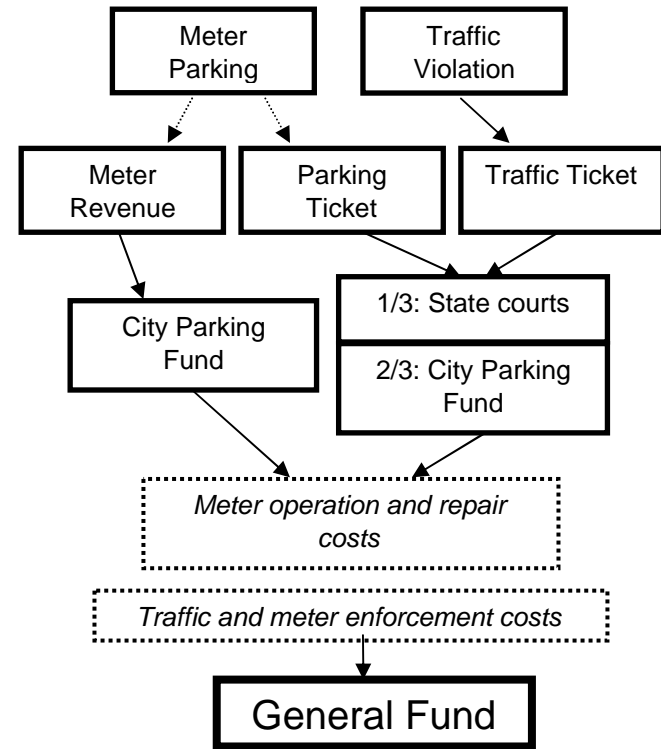 Meter
Parking
Traffic
Violation
Meter
Revenue
Parking
Ticket
Traffic Ticket
City Parking
Fund
1/3: State courts
2/3: City Parking
Fund
Meter operation and repair
costs
Traffic and meter enforcement costs
General Fund